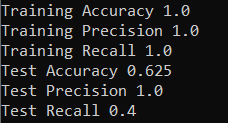 Training Accuracy 1.0
Training Precision 1.0
Training Recall 1.0
Test Accuracy 0.625
Test Precision 1.0
Test Recall 0.4